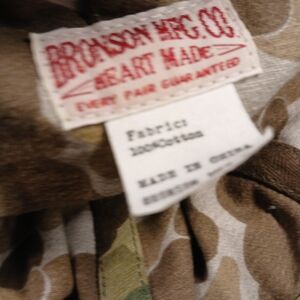 BRONSON MFG. CO.
HEART MADE
EVERY PAIR GUARANTEED
Fabric:
100%Cotton
MADE IN CHINA